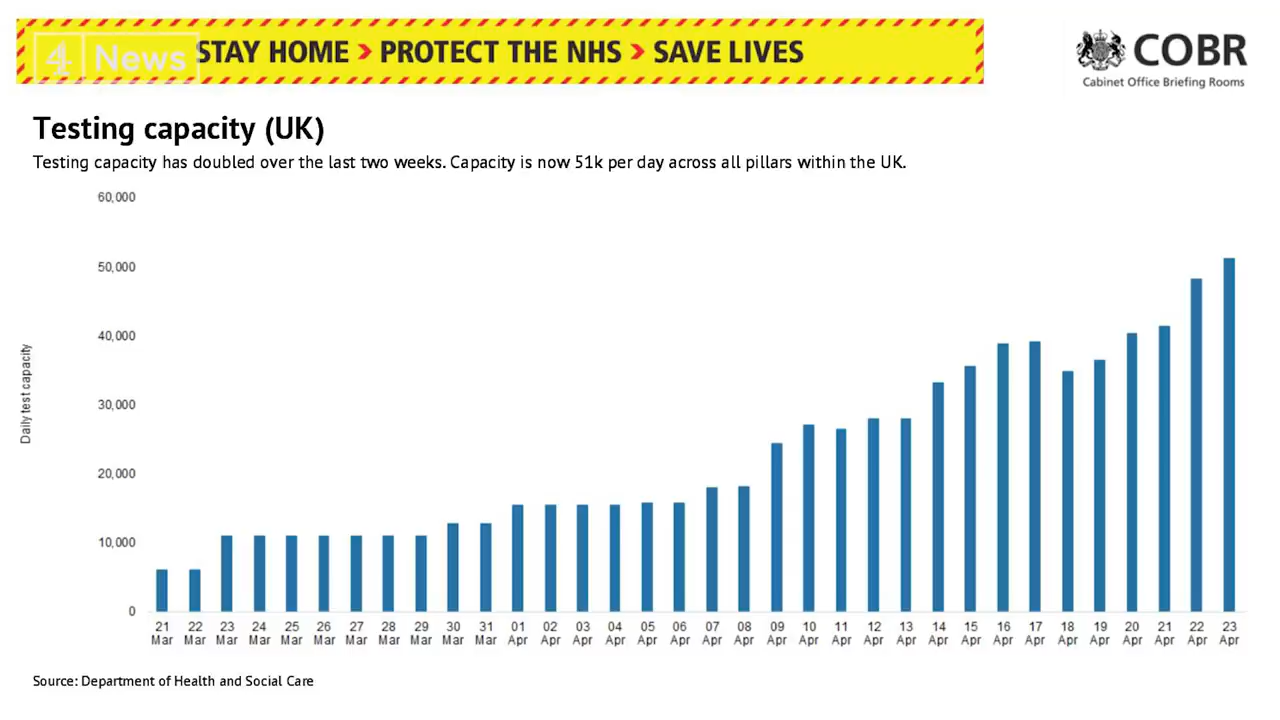 4 News STAY HOME > PROTECT THE NHS > SAVE LIVES
COBR
Cabinet Office Briefing Rooms
Testing capacity (UK)
Testing capacity has doubled over the last two weeks. Capacity is now 51k per day across all pillars within the UK.
60,000
50,000
40,000
30,000
20,000
10,000
0
Daily test capacity
21 22 23 24 25 26 27 28 29 30 31 01 02 03 04 05 06 07 08 09 10 11 12 13 14 15 16 17 18 19 20 21 22 23
Mar Mar Mar Mar Mar Mar Mar Mar Mar Mar Mar Apr Apr Apr Apr Apr Apr Apr Apr Apr Apr Apr Apr Apr Apr Apr Apr Apr Apr Apr Apr Apr Apr Apr
Source: Department of Health and Social Care